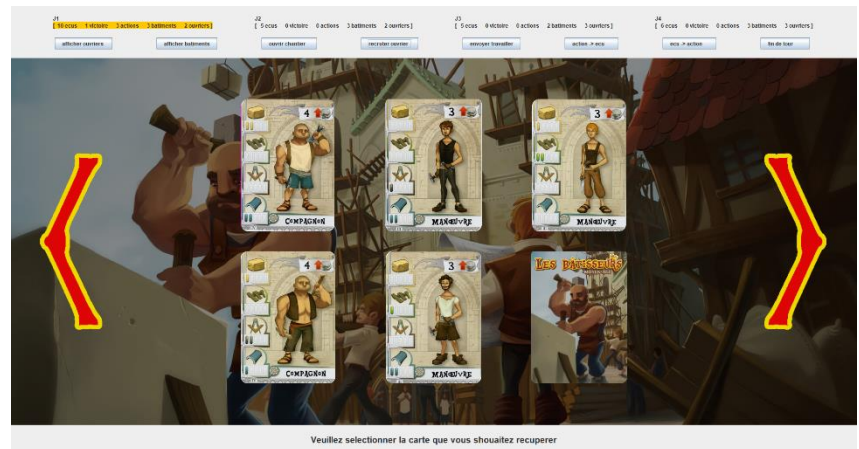 J1
J2
J3
J4
[ 16 ecus 1 victoire 3 actions 3 batiments 2 ouvriers ]
[ 5 ecus 0 victoire 0 actions 3 batiments 2 ouvriers ]
[ 5 ecus 0 victoire 0 actions 2 batiments 3 ouvriers ]
[ 6 ecus 0 victoire 0 actions 3 batiments 3 ouvriers ]
afficher ouvriers
afficher batiments
ouvrir chantier
recruter ouvrier
envoyer travailler
action -> ecu
ecu -> action
fin de tour
4
3
3
COMPAGNON
MANŒUVRE
MANŒUVRE
4
3
LES BÂTISSEURS
COMPAGNON
MANŒUVRE
Veuillez selectionner la carte que vous shouaitez recuperer